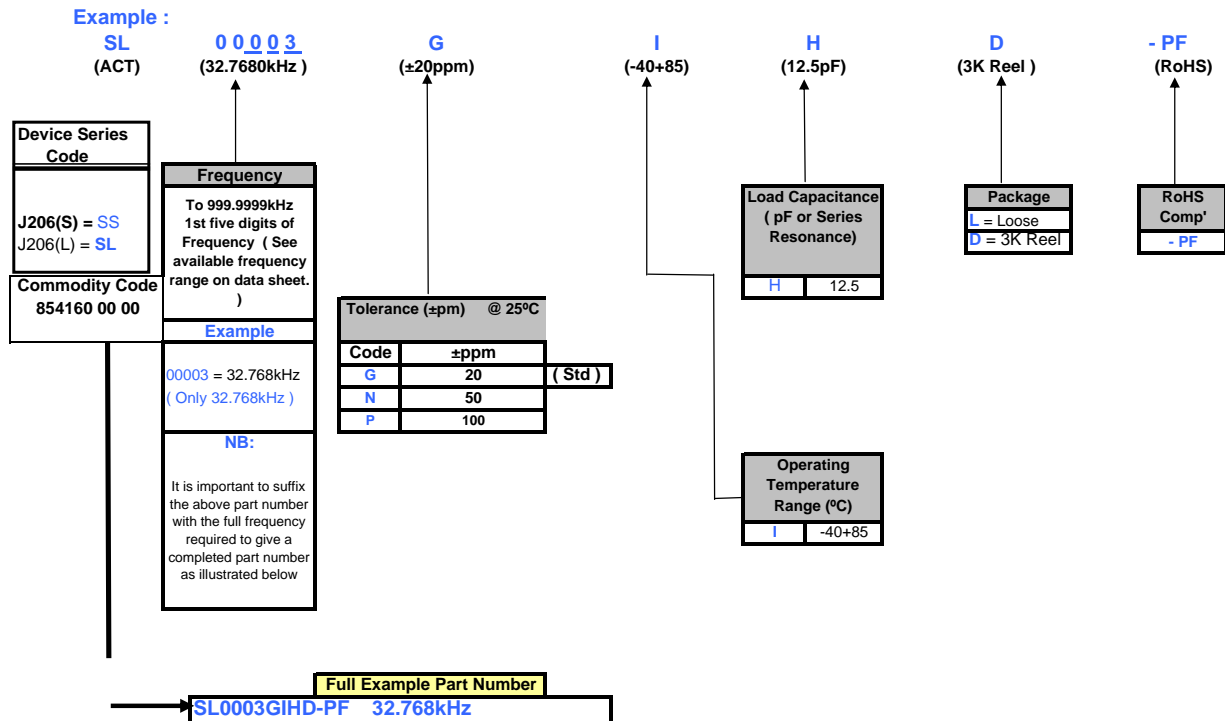 Example :
SL 00003 G I H D - PF
(ACT) (32.7680kHz ) (±20ppm) (-40+85) (12.5pF) (3K Reel ) (RoHS)
Device Series
Code
J206(S) = SS
J206(L) = SL
Commodity Code
854160 00 00
Frequency
To 999.9999kHz
1st five digits of
Frequency ( See
available frequency
range on data sheet.
)
Example
00003 = 32.768kHz
( Only 32.768kHz )
NB:
It is important to suffix
the above part number
with the full frequency
required to give a
completed part number
as illustrated below
Tolerance (±pm) @ 25ºC
Code ±ppm
G 20 ( Std )
N 50
P 100
Load Capacitance
( pF or Series
Resonance)
H 12.5
Operating
Temperature
Range (ºC)
I -40+85
Package
L = Loose
D = 3K Reel
RoHS
Comp'
- PF
Full Example Part Number
SL0003GIHD-PF 32.768kHz